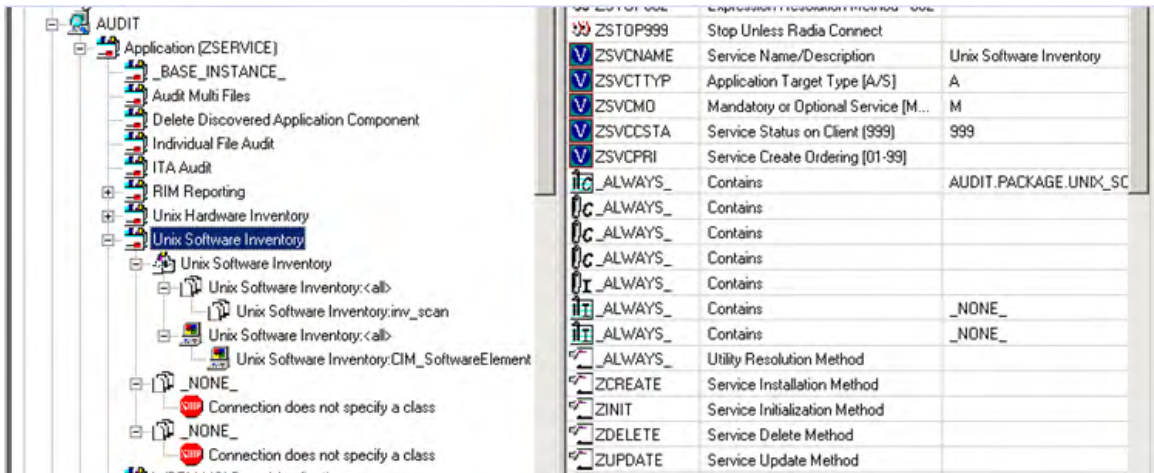 AUDIT
Application (ZSERVICE)
_BASE_INSTANCE_
Audit Multi Files
Delete Discovered Application Component
Individual File Audit
ITA Audit
RIM Reporting
Unix Hardware Inventory
Unix Software Inventory
Unix Software Inventory
Unix Software Inventory:<all>
Unix Software Inventory:inv_scan
Unix Software Inventory:<all>
Unix Software Inventory:CIM_SoftwareElement
_NONE_
STOP Connection does not specify a class
_NONE_
STOP Connection does not specify a class
ZSTOP999 Stop Unless Radia Connect
V ZSVCNAME Service Name/Description Unix Software Inventory
V ZSVCTTYP Application Target Type [A/S] A
V ZSVCMO Mandatory or Optional Service [M... M
V ZSVCCSTA Service Status on Client (999) 999
V ZSVCPRI Service Create Ordering [01-99]
C _ALWAYS_ Contains AUDIT.PACKAGE.UNIX_SC
C _ALWAYS_ Contains
C _ALWAYS_ Contains
C _ALWAYS_ Contains
I _ALWAYS_ Contains
I _ALWAYS_ Contains _NONE_
I _ALWAYS_ Contains _NONE_
_ALWAYS_ Utility Resolution Method
ZCREATE Service Installation Method
ZINIT Service Initialization Method
ZDELETE Service Delete Method
ZUPDATE Service Update Method